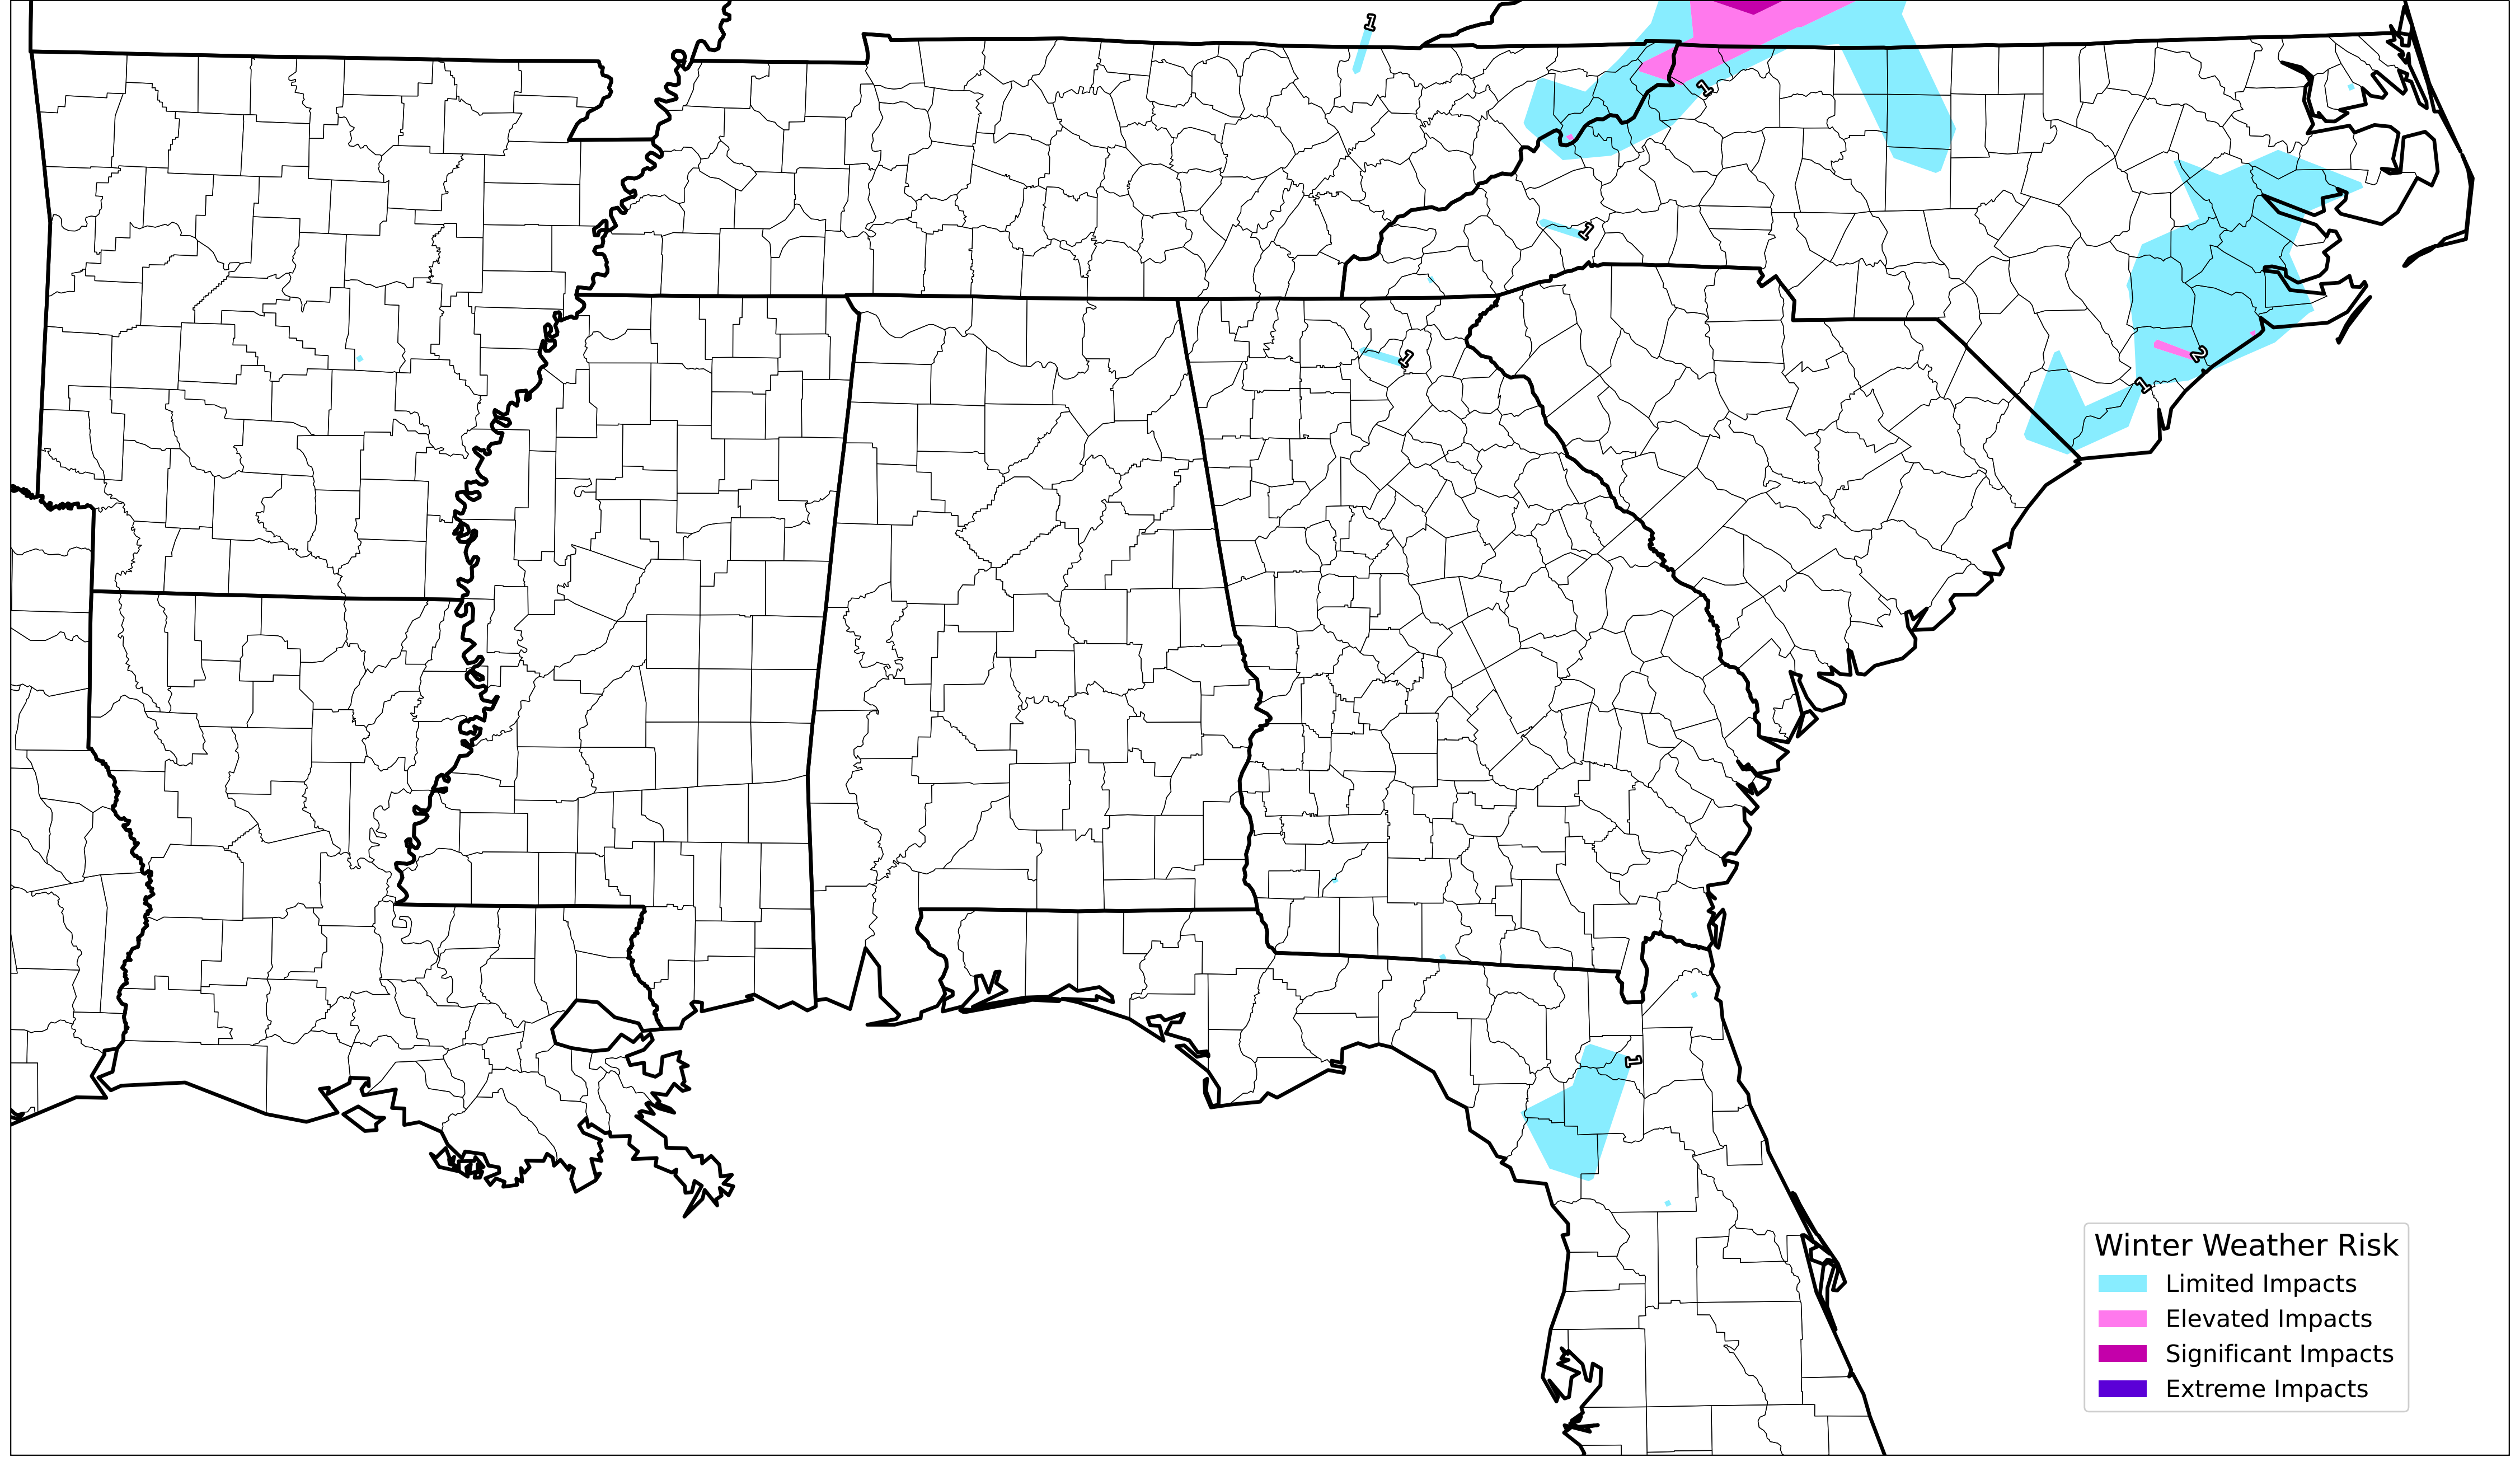 1
1
1
1
2
1
1
Winter Weather Risk
Limited Impacts
Elevated Impacts
Significant Impacts
Extreme Impacts